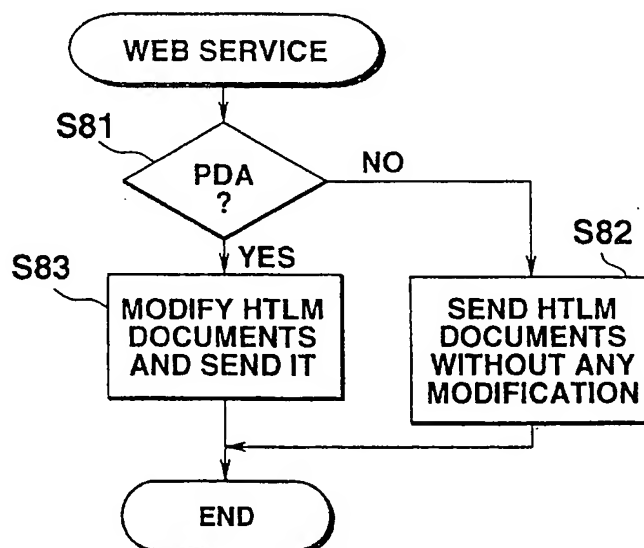 WEB SERVICE
S81
PDA
?
NO
YES
S83
MODIFY HTLM
DOCUMENTS
AND SEND IT
S82
SEND HTLM
DOCUMENTS
WITHOUT ANY
MODIFICATION
END